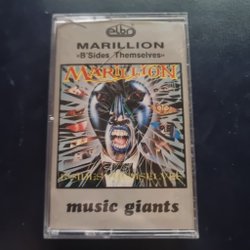 elbo
MARILLION
»B'Sides Themselves«
MARILLION
B'SIDES THEMSELVES
music giants